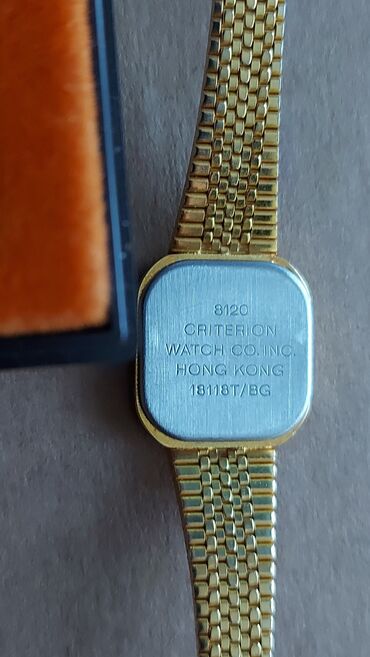 8120
CRITERION
WATCH CO.INC.
HONG KONG
18118T/BG